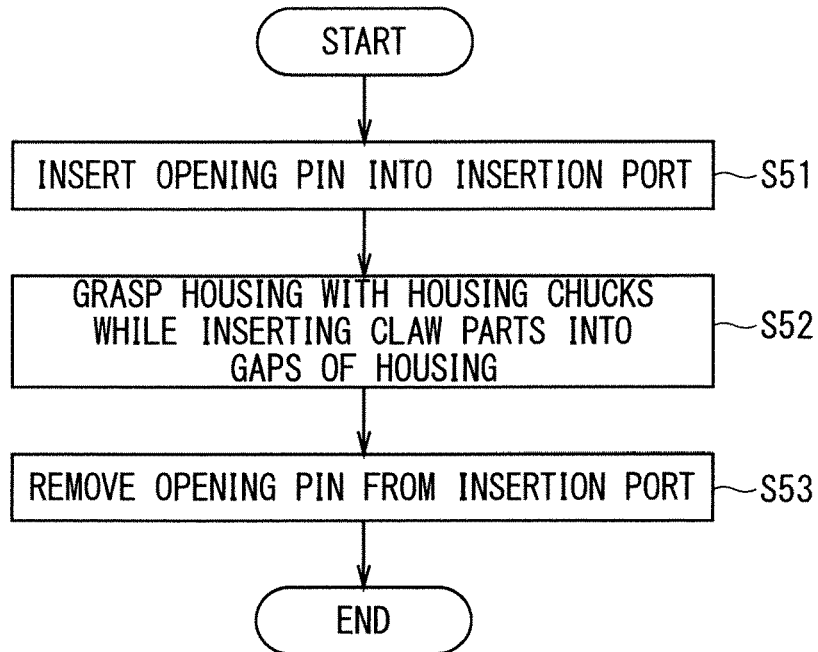 START
INSERT OPENING PIN INTO INSERTION PORT
S51
GRASP HOUSING WITH HOUSING CHUCKS
WHILE INSERTING CLAW PARTS INTO
GAPS OF HOUSING
S52
REMOVE OPENING PIN FROM INSERTION PORT
S53
END